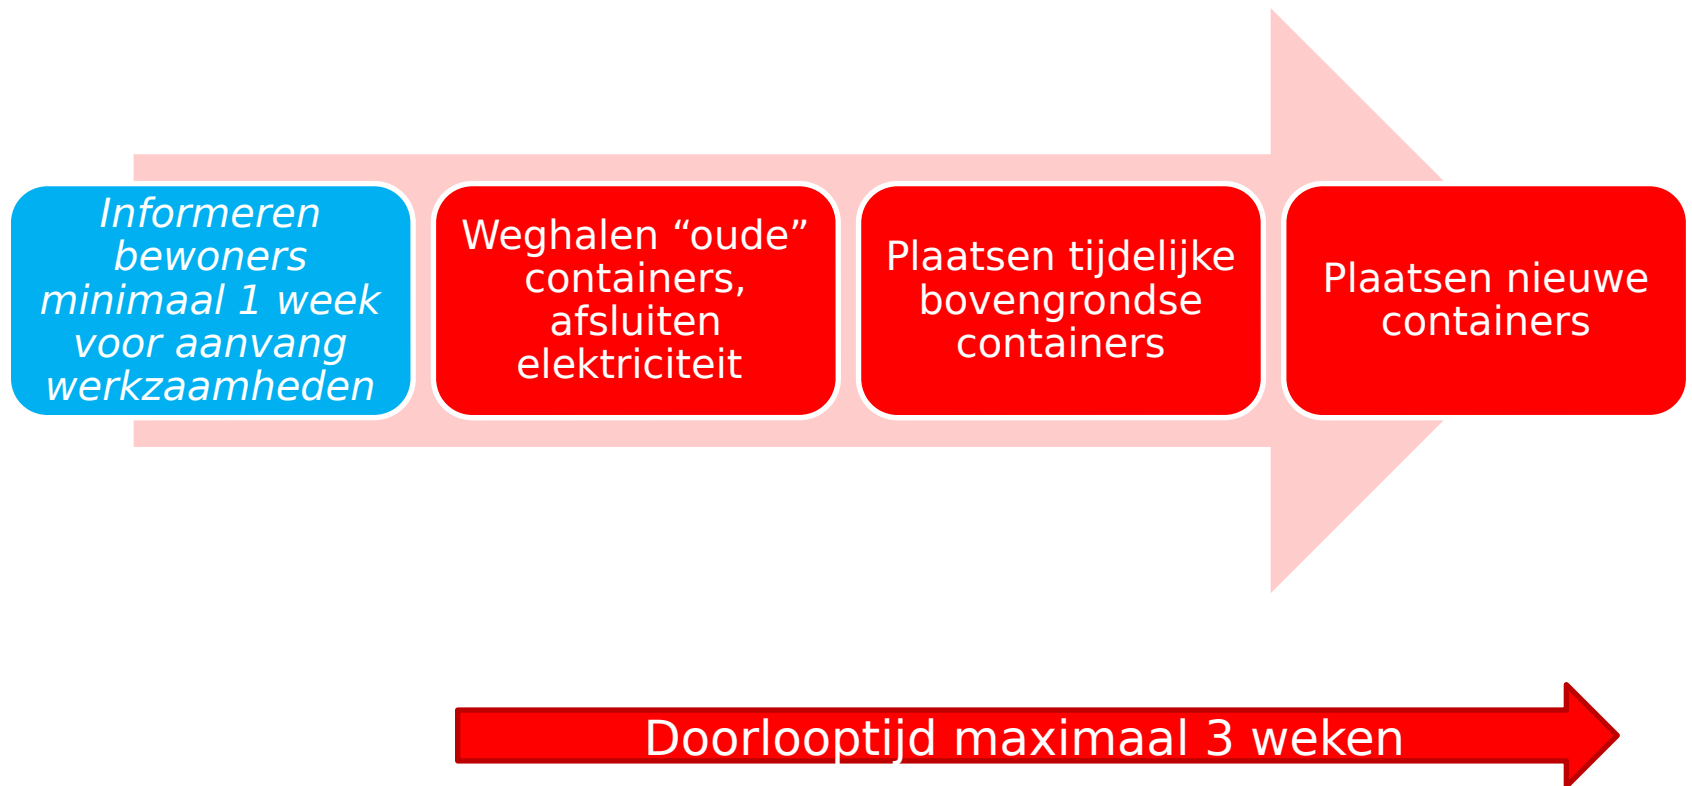 Informeren
bewoners
minimaal 1 week
voor aanvang
werkzaamheden
Weghalen “oude”
containers,
afsluiten
elektriciteit
Plaatsen tijdelijke
bovengrondse
containers
Plaatsen nieuwe
containers
Doorlooptijd maximaal 3 weken